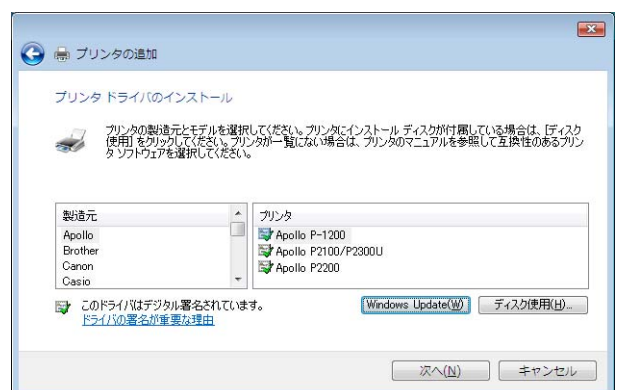 プリンタの追加
プリンタ ドライバのインストール
プリンタの製造元とモデルを選択してください。プリンタにインストール ディスクが付属している場合は、[ディスク
使用] をクリックしてください。プリンタが一覧にない場合は、プリンタのマニュアルを参照して互換性のあるプリン
タ ソフトウェアを選択してください。
製造元
Apollo
Brother
Canon
Casio
プリンタ
Apollo P-1200
Apollo P2100/P2300U
Apollo P2200
このドライバはデジタル署名されています。
ドライバの署名が重要な理由
Windows Update(W)
ディスク使用(H)...
次へ(N)
キャンセル